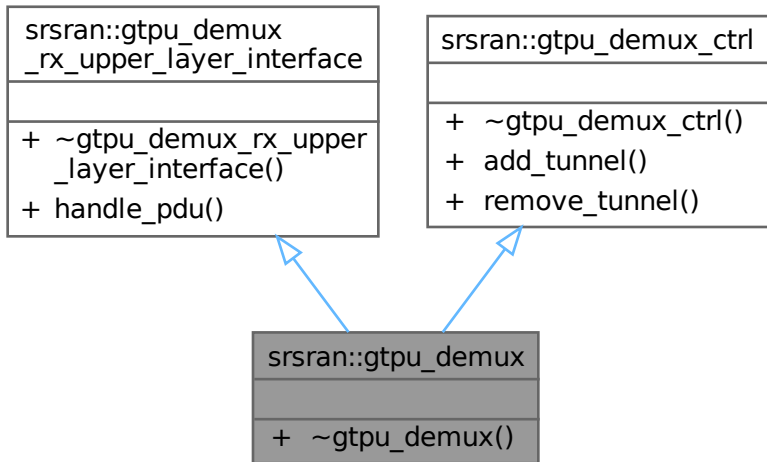 srsran::gtpu_demux
_rx_upper_layer_interface
+ ~gtpu_demux_rx_upper
_layer_interface()
+ handle_pdu()
srsran::gtpu_demux_ctrl
+ ~gtpu_demux_ctrl()
+ add_tunnel()
+ remove_tunnel()
srsran::gtpu_demux
+ ~gtpu_demux()